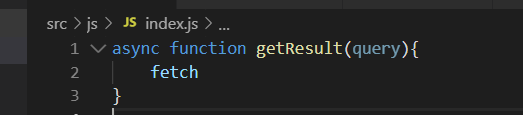 src > js > JS index.js > ...
1 async function getResult(query){
2 fetch
3 }